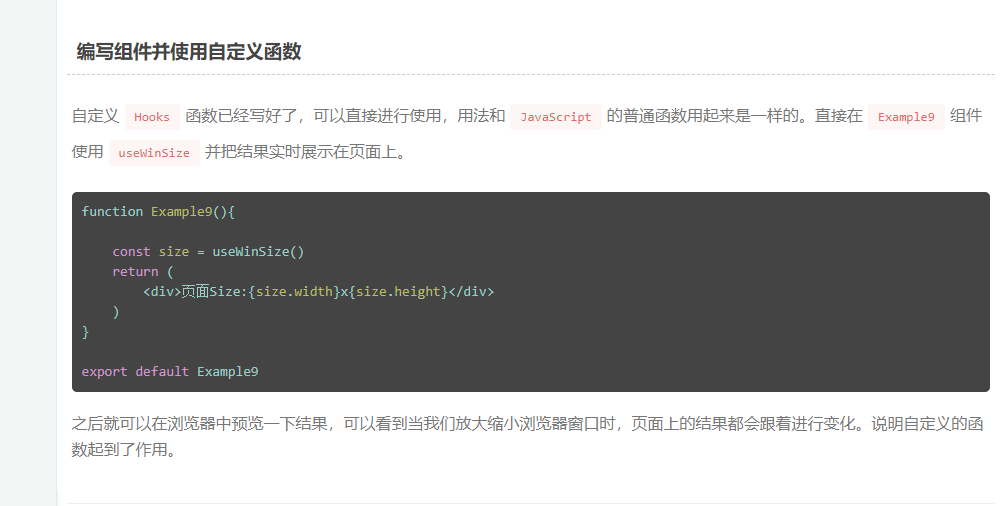 编写组件并使用自定义函数
自定义 Hooks 函数已经写好了，可以直接进行使用，用法和 JavaScript 的普通函数用起来是一样的。直接在 Example9 组件
使用 useWinSize 并把结果实时展示在页面上。
function Example9(){
    const size = useWinSize()
    return (
        <div>页面Size:{size.width}x{size.height}</div>
    )
}
export default Example9
之后就可以在浏览器中预览一下结果，可以看到当我们放大缩小浏览器窗口时，页面上的结果都会跟着进行变化。说明自定义的函
数起到了作用。